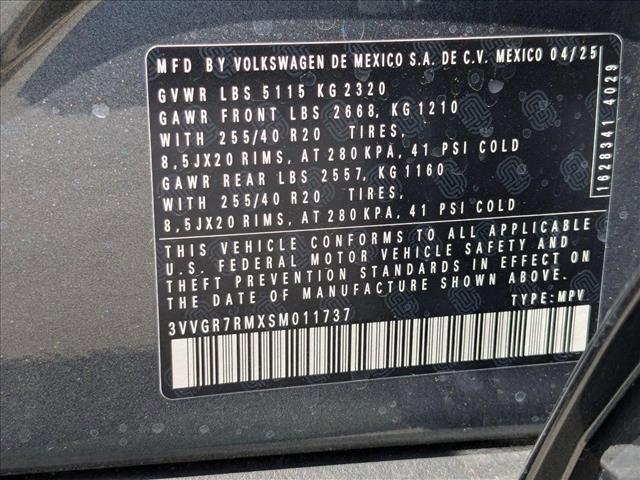 MFD BY VOLKSWAGEN DE MEXICO S.A. DE C.V. MEXICO 04/25
GVWR LBS 5115 KG 2320
GAWR FRONT LBS 2668, KG 1210
WITH 255/40 R20 TIRES,
8,5JX20 RIMS, AT 280 KPA, 41 PSI COLD
GAWR REAR LBS 2557, KG 1160
WITH 255/40 R20 TIRES,
8,5JX20 RIMS, AT 280 KPA, 41 PSI COLD
THIS VEHICLE CONFORMS TO ALL APPLICABLE
U.S. FEDERAL MOTOR VEHICLE SAFETY AND
THEFT PREVENTION STANDARDS IN EFFECT ON
THE DATE OF MANUFACTURE SHOWN ABOVE.
3VVGR7RMXSM011737 TYPE: MPV
1628341 4029